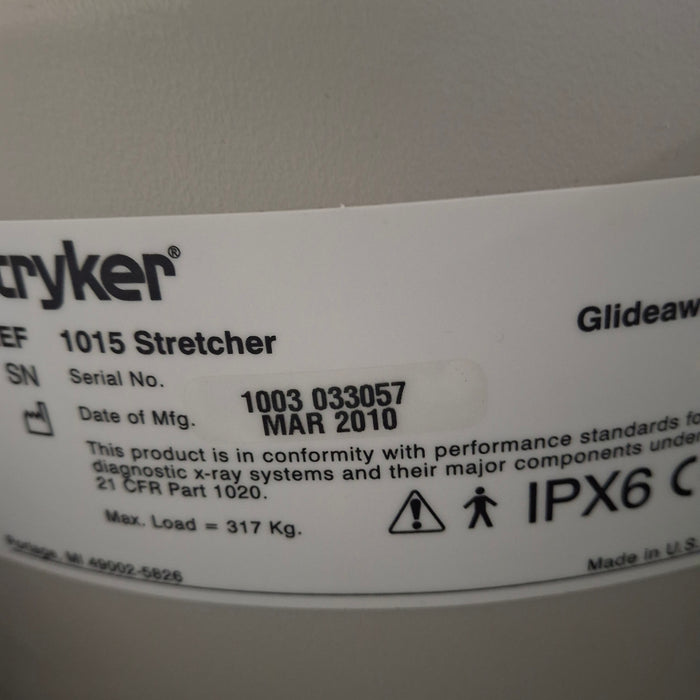 tryker®
EF 1015 Stretcher
Glideaw
SN Serial No. 1003 033057
Date of Mfg. MAR 2010
This product is in conformity with performance standards fo
diagnostic x-ray systems and their major components unde
21 CFR Part 1020.
Max. Load = 317 Kg.
IPX6 C
Portage, MI 49002-5826
Made in U.S.